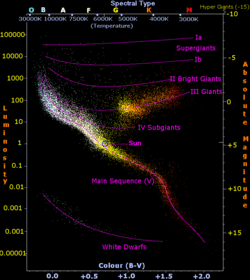 Spectral Type
Hyper Giants (-15)
O B A F G K M
30000K 10000K 7500K 6000K 5000K 4000K 3000K
(Temperature)
Ia
Supergiants
Ib
II Bright Giants
III Giants
IV Subgiants
Sun
Main Sequence (V)
White Dwarfs
Luminosity
100000
10000
1000
100
10
1
0.1
0.01
0.001
0.0001
0.00001
Absolute Magnitude
-5
0
+5
+10
+15
0.0 +0.5 +1.0 +1.5 +2.0
Colour (B-V)